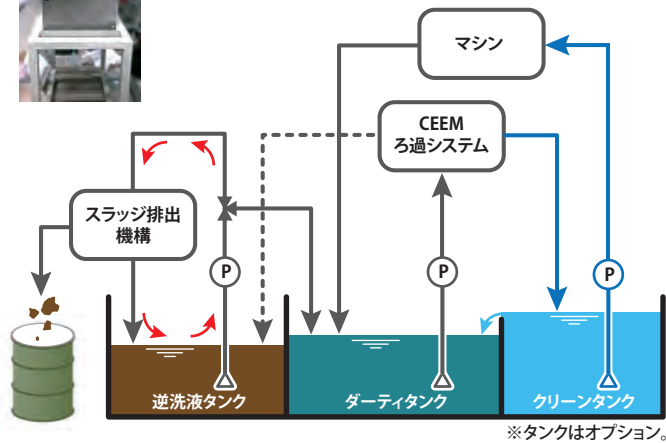 マシン
CEEM
ろ過システム
スラッジ排出
機構
P
P
P
逆洗液タンク
ダーティタンク
クリーンタンク
※タンクはオプション。